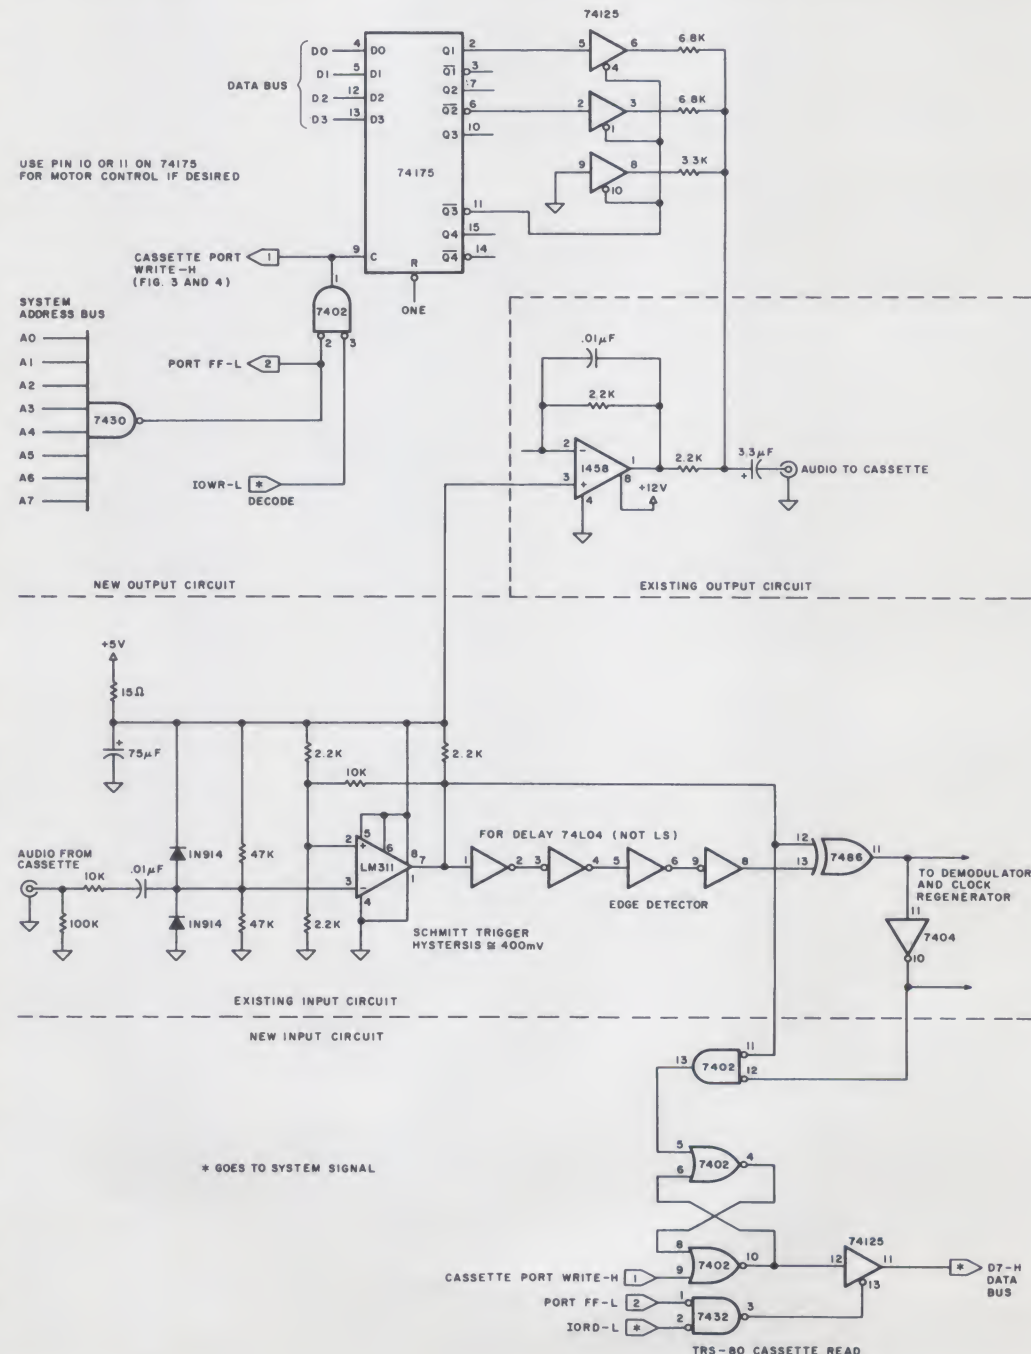 74125
DATA BUS
D0 4 D0 Q1 2 5 6 6.8K
D1 5 D1 Q1 3 4
D2 12 D2 Q2 7
D3 13 D3 Q2 6 2 3 6.8K
1
Q3 10
USE PIN 10 OR 11 ON 74175
FOR MOTOR CONTROL IF DESIRED
74175
9 8 3.3K
10
Q3 11
Q4 15
Q4 14
CASSETTE PORT
WRITE-H
(FIG. 3 AND 4)
1
9 C
R
ONE
1
7402
2 3
SYSTEM
ADDRESS BUS
A0
A1
A2
A3
A4
A5
A6
A7
7430
PORT FF-L 2
IOWR-L *
DECODE
.01µF
2.2K
2 −
1458
3 +
1
8
4
+12V
2.2K
3.3µF
+
AUDIO TO CASSETTE
NEW OUTPUT CIRCUIT
EXISTING OUTPUT CIRCUIT
+5V
15Ω
+
75µF
2.2K
2.2K
10K
AUDIO FROM
CASSETTE
10K
.01µF
100K
1N914
1N914
47K
47K
2.2K
2 +
5
6
LM311
8
7
1
3 −
4
SCHMITT TRIGGER
HYSTERSIS ≅ 400mV
FOR DELAY 74L04 (NOT LS)
1 2 3 4 5 6 9 8
EDGE DETECTOR
12
13
7486
11
TO DEMODULATOR
AND CLOCK
REGENERATOR
11
7404
10
EXISTING INPUT CIRCUIT
NEW INPUT CIRCUIT
13 7402 11
12
* GOES TO SYSTEM SIGNAL
5
6
7402
4
8
9
7402
10
74125
12
11
13
* D7-H
DATA
BUS
CASSETTE PORT WRITE-H 1
PORT FF-L 2
IORD-L *
1
2
7432
3
TRS-80 CASSETTE READ